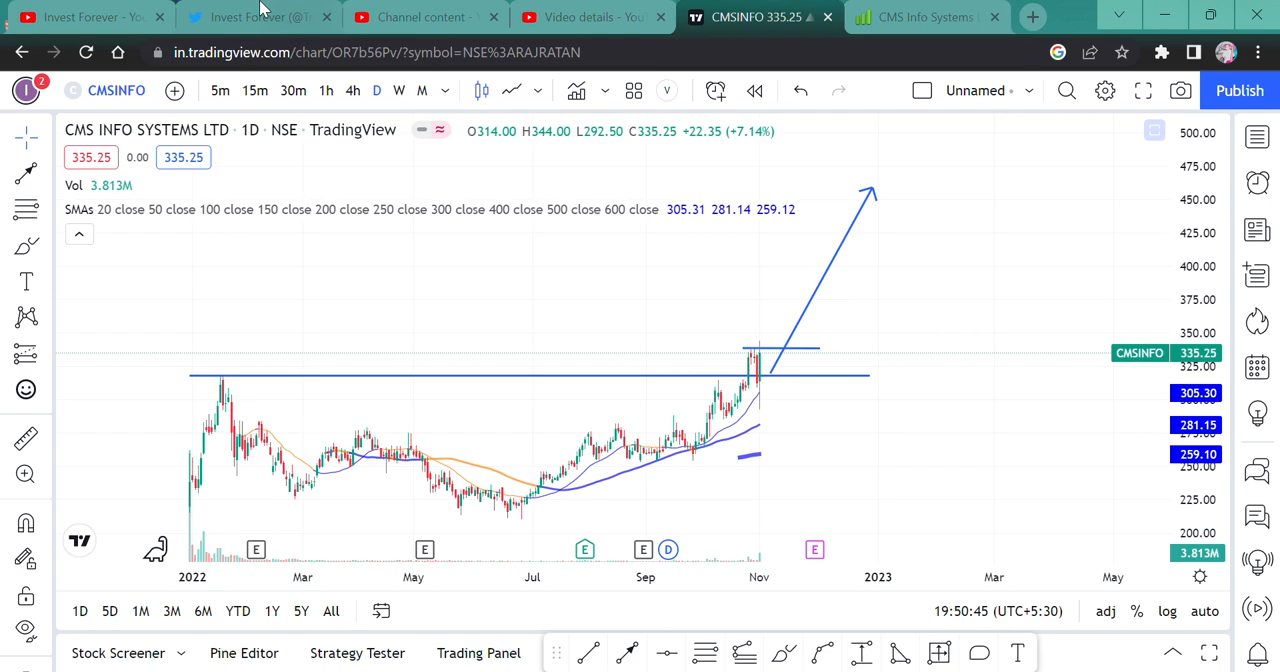 Invest Forever - Yo
Invest Forever (@T
Channel content -
Video details - You
CMSINFO 335.25
CMS Info Systems
in.tradingview.com/chart/OR7b56Pv/?symbol=NSE%3ARAJRATAN
I 2 C CMSINFO 5m 15m 30m 1h 4h D W M V Unnamed Publish
CMS INFO SYSTEMS LTD · 1D · NSE · TradingView O314.00 H344.00 L292.50 C335.25 +22.35 (+7.14%)
335.25 0.00 335.25
Vol 3.813M
SMAs 20 close 50 close 100 close 150 close 200 close 250 close 300 close 400 close 500 close 600 close 305.31 281.14 259.12
500.00
475.00
450.00
425.00
400.00
375.00
350.00
CMSINFO 335.25
325.00
305.30
281.15
259.10
250.00
225.00
200.00
3.813M
E E E E D E
2022 Mar May Jul Sep Nov 2023 Mar May
1D 5D 1M 3M 6M YTD 1Y 5Y All 19:50:45 (UTC+5:30) adj % log auto
Stock Screener Pine Editor Strategy Tester Trading Panel T